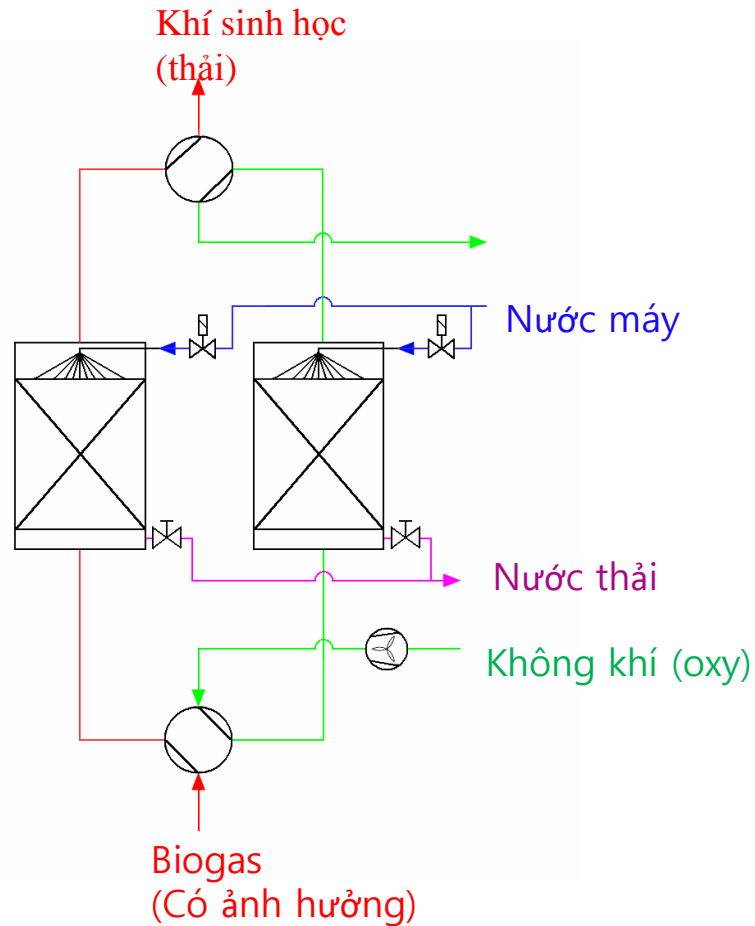 Khí sinh học
(thải)
Nước máy
Nước thải
Không khí (oxy)
Biogas
(Có ảnh hưởng)